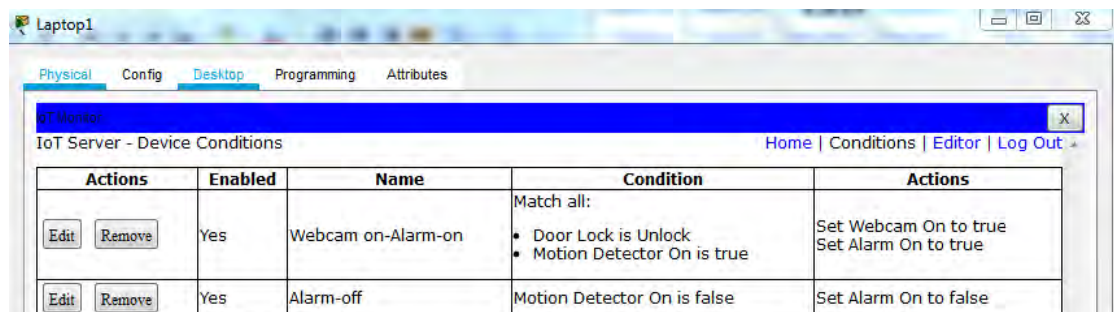 Laptop1
Physical Config Desktop Programming Attributes
IoT Monitor X
IoT Server - Device Conditions Home | Conditions | Editor | Log Out
Actions Enabled Name Condition Actions
Match all:
Edit Remove Yes Webcam on-Alarm-on • Door Lock is Unlock Set Webcam On to true
• Motion Detector On is true Set Alarm On to true
Edit Remove Yes Alarm-off Motion Detector On is false Set Alarm On to false